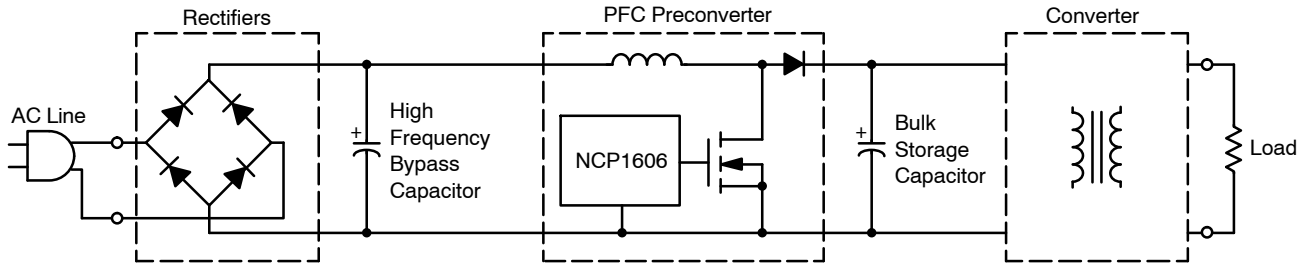 Rectifiers
PFC Preconverter
Converter
AC Line
+
High
Frequency
Bypass
Capacitor
NCP1606
+
Bulk
Storage
Capacitor
Load